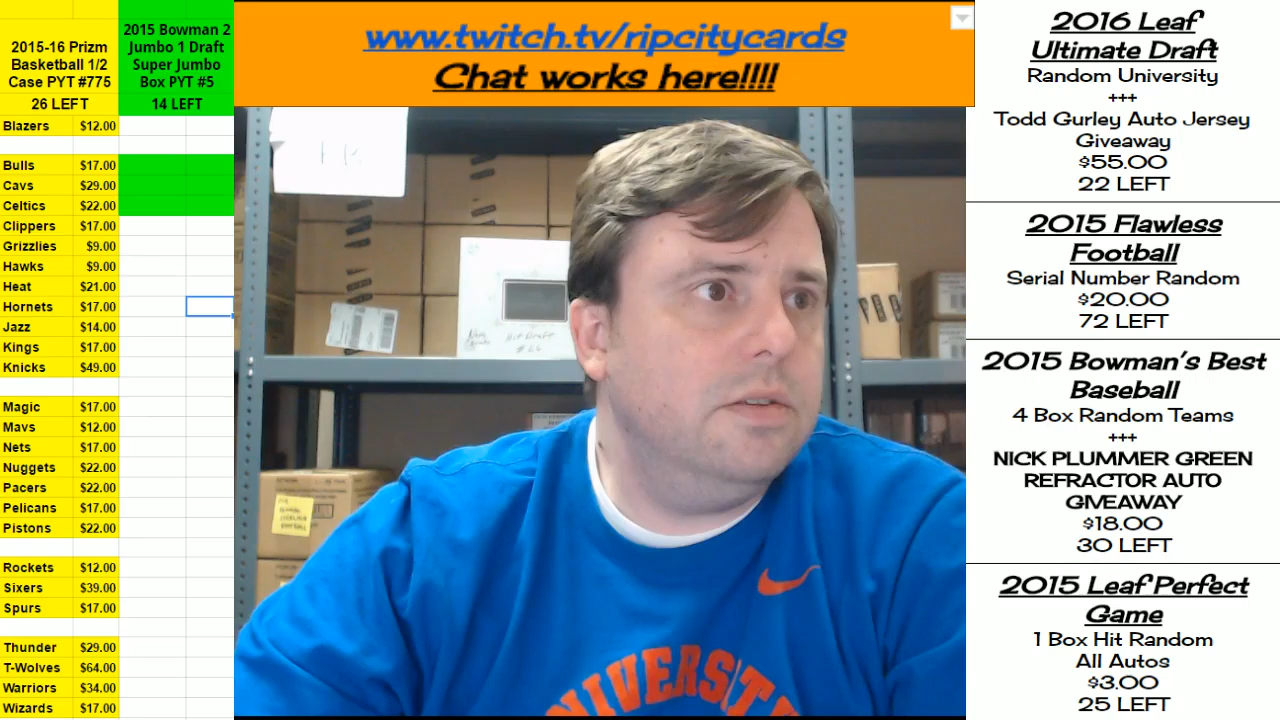 2015-16 Prizm
Basketball 1/2
Case PYT #775
26 LEFT
Blazers $12.00
Bulls $17.00
Cavs $29.00
Celtics $22.00
Clippers $17.00
Grizzlies $9.00
Hawks $9.00
Heat $21.00
Hornets $17.00
Jazz $14.00
Kings $17.00
Knicks $49.00
Magic $17.00
Mavs $12.00
Nets $17.00
Nuggets $22.00
Pacers $22.00
Pelicans $17.00
Pistons $22.00
Rockets $12.00
Sixers $39.00
Spurs $17.00
Thunder $29.00
T-Wolves $64.00
Warriors $34.00
Wizards $17.00
2015 Bowman 2
Jumbo 1 Draft
Super Jumbo
Box PYT #5
14 LEFT
www.twitch.tv/ripcitycards
Chat works here!!!!
Hit Draft
UNIVERSIT
2016 Leaf
Ultimate Draft
Random University
+++
Todd Gurley Auto Jersey
Giveaway
$55.00
22 LEFT
2015 Flawless
Football
Serial Number Random
$20.00
72 LEFT
2015 Bowman's Best
Baseball
4 Box Random Teams
+++
NICK PLUMMER GREEN
REFRACTOR AUTO
GIVEAWAY
$18.00
30 LEFT
2015 Leaf Perfect
Game
1 Box Hit Random
All Autos
$3.00
25 LEFT